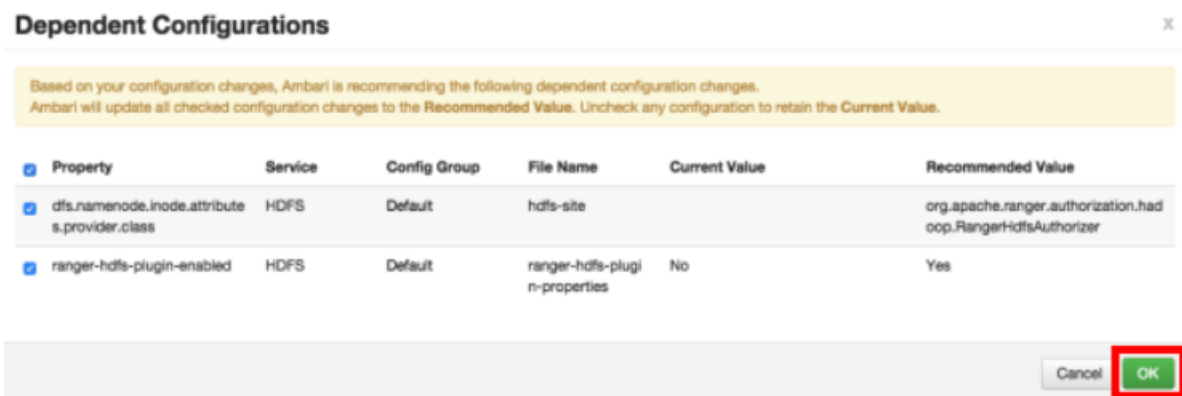 Dependent Configurations
X
Based on your configuration changes, Ambari is recommending the following dependent configuration changes.
Ambari will update all checked configuration changes to the Recommended Value. Uncheck any configuration to retain the Current Value.
Property Service Config Group File Name Current Value Recommended Value
dfs.namenode.inode.attribute HDFS Default hdfs-site org.apache.ranger.authorization.had
s.provider.class oop.RangerHdfsAuthorizer
ranger-hdfs-plugin-enabled HDFS Default ranger-hdfs-plugi No Yes
n-properties
Cancel OK